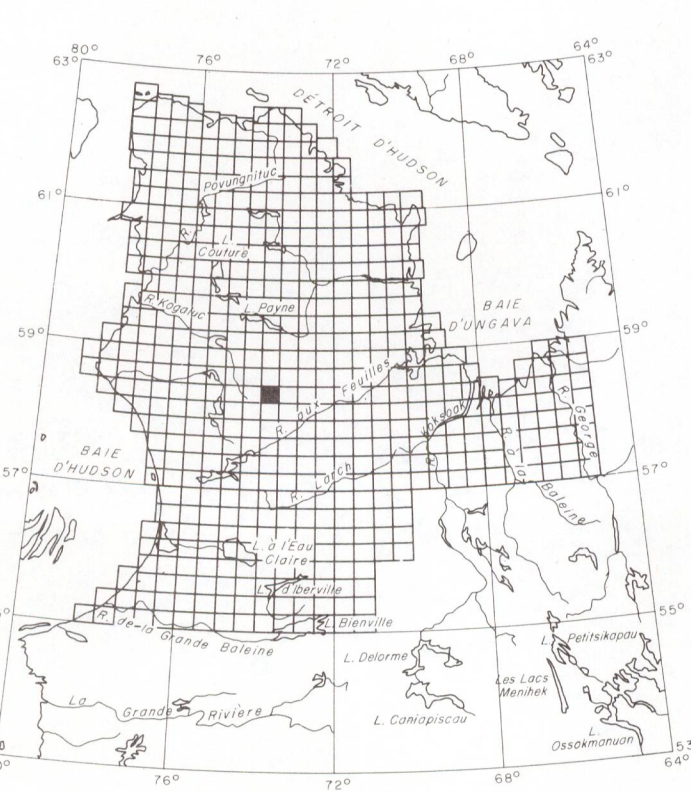 80°
63°
76°
72°
68°
64°
63°
DÉTROIT
D'HUDSON
Povungnituc
R.
61°
61°
L.
Couture
R. Kogaluc
L. Payne
BAIE
D'UNGAVA
59°
59°
R. aux Feuilles
Koksoak
R. à la
Baleine
R. George
BAIE
D'HUDSON
57°
57°
R. Larch
L. à l'Eau
Claire
L. d'Iberville
R. de-la Grande Baleine
L. Bienville
55°
L. Petitsikapau
L. Delorme
Les Lacs
Menihek
La Grande Rivière
L. Caniapiscau
L.
Ossokmanuan
76°
72°
68°
64°